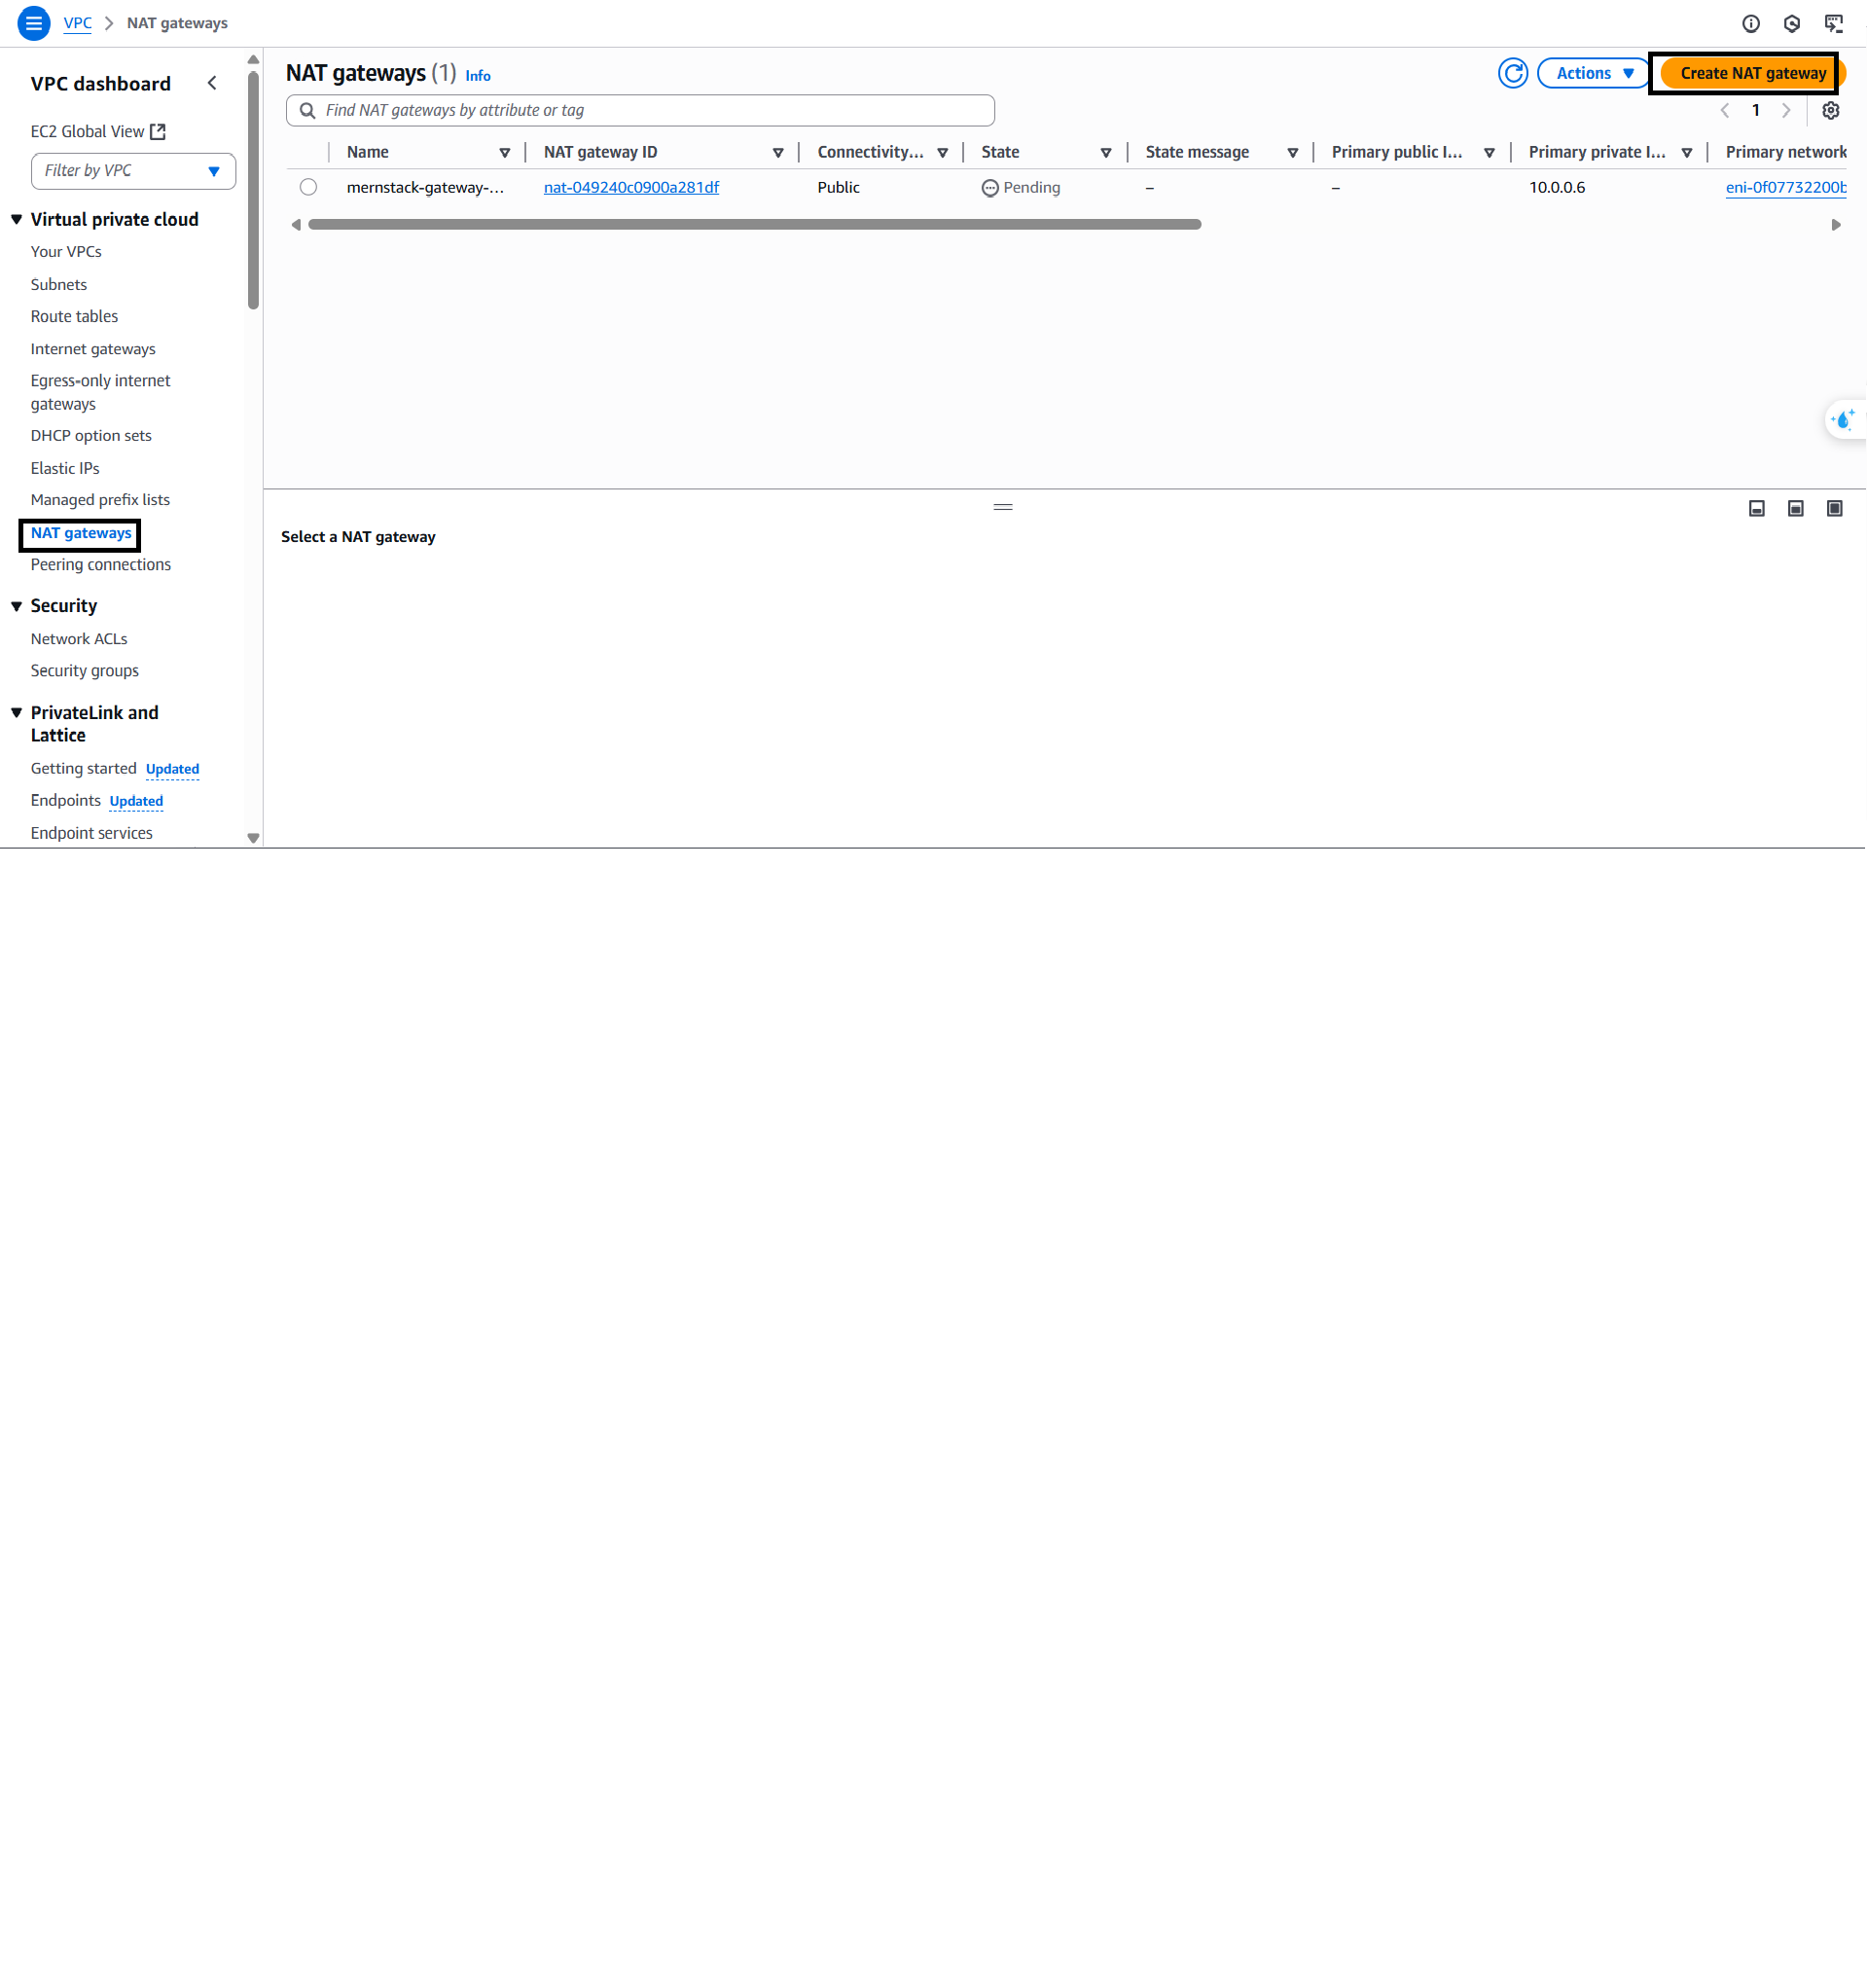 VPC > NAT gateways
VPC dashboard
EC2 Global View
Filter by VPC
Virtual private cloud
Your VPCs
Subnets
Route tables
Internet gateways
Egress-only internet
gateways
DHCP option sets
Elastic IPs
Managed prefix lists
NAT gateways
Peering connections
Security
Network ACLs
Security groups
PrivateLink and
Lattice
Getting started Updated
Endpoints Updated
Endpoint services
NAT gateways (1) Info
Actions
Create NAT gateway
Find NAT gateways by attribute or tag
1
Name NAT gateway ID Connectivity... State State message Primary public I... Primary private I... Primary network
mernstack-gateway-... nat-049240c0900a281df Public Pending – – 10.0.0.6 eni-0f07732200b
Select a NAT gateway